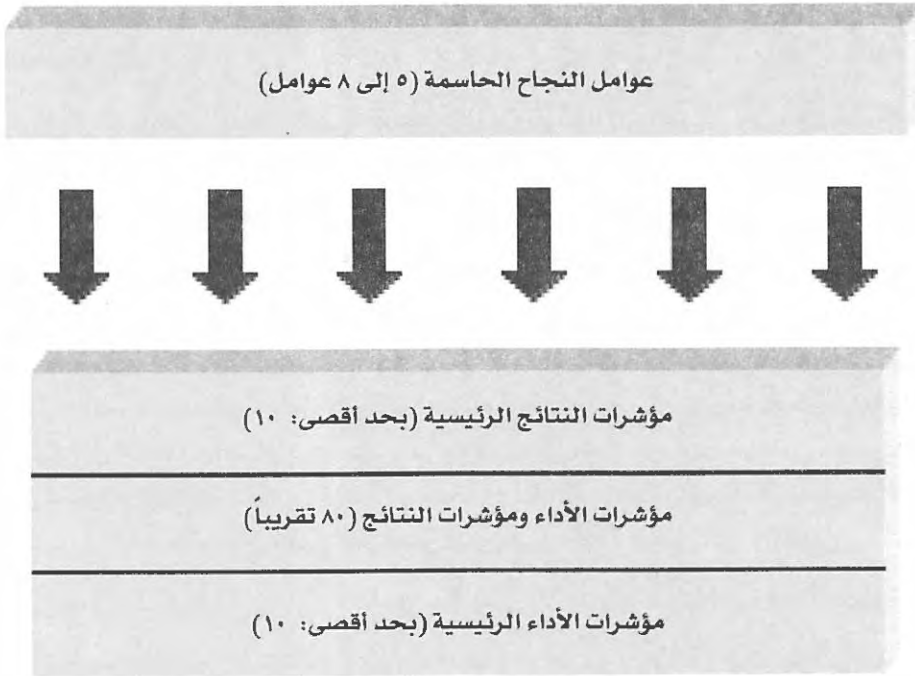 عوامل النجاح الحاسمة (٥ إلى ٨ عوامل)
مؤشرات النتائج الرئيسية (بحد أقصى: ١٠)
مؤشرات الأداء ومؤشرات النتائج (٨٠ تقريباً)
مؤشرات الأداء الرئيسية (بحد أقصى: ١٠)